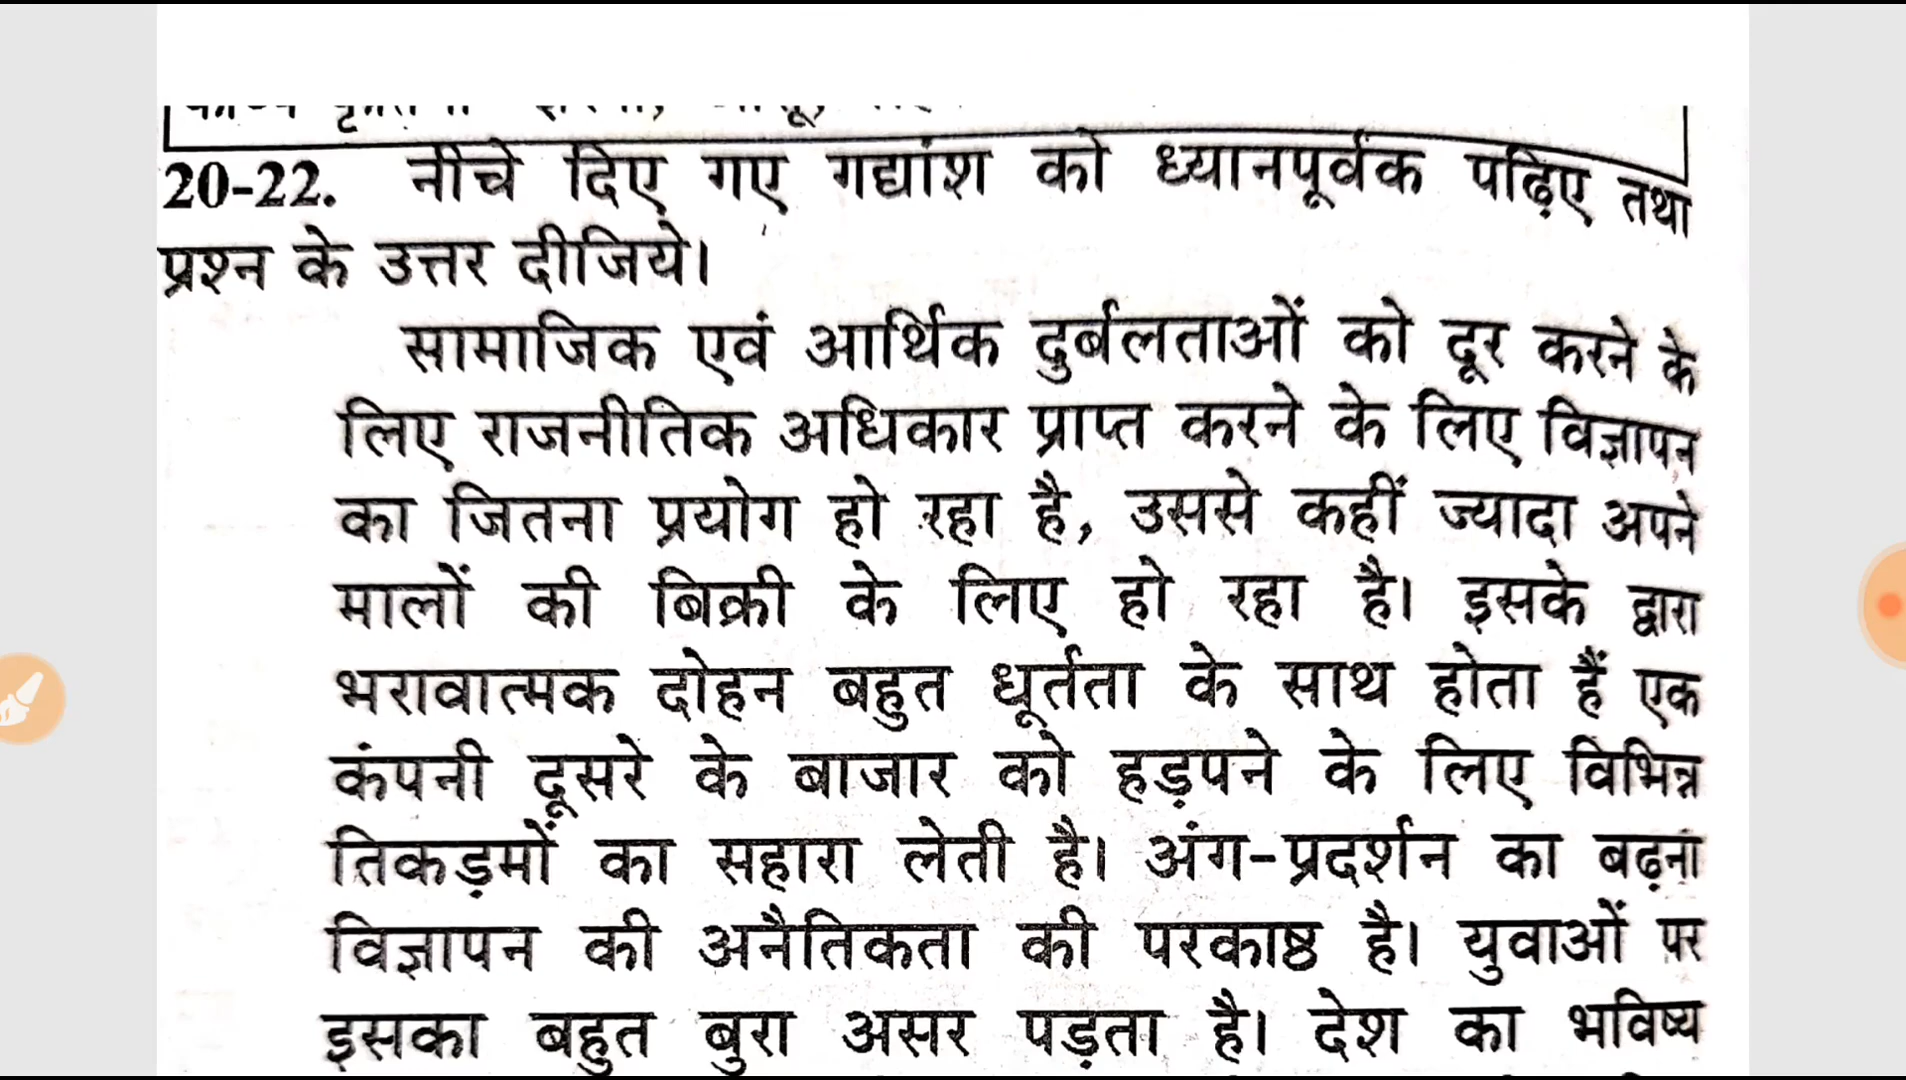 20-22. नीचे दिए गए गद्यांश को ध्यानपूर्वक पढ़िए तथा
प्रश्न के उत्तर दीजिये।
सामाजिक एवं आर्थिक दुर्बलताओं को दूर करने के
लिए राजनीतिक अधिकार प्राप्त करने के लिए विज्ञापन
का जितना प्रयोग हो रहा है, उससे कहीं ज्यादा अपने
मालों की बिक्री के लिए हो रहा है। इसके द्वारा
भरावात्मक दोहन बहुत धूर्तता के साथ होता हैं एक
कंपनी दूसरे के बाजार को हड़पने के लिए विभिन्न
तिकड़मों का सहारा लेती है। अंग-प्रदर्शन का बढ़ना
विज्ञापन की अनैतिकता की परकाष्ठ है। युवाओं पर
इसका बहुत बुरा असर पड़ता है। देश का भविष्य